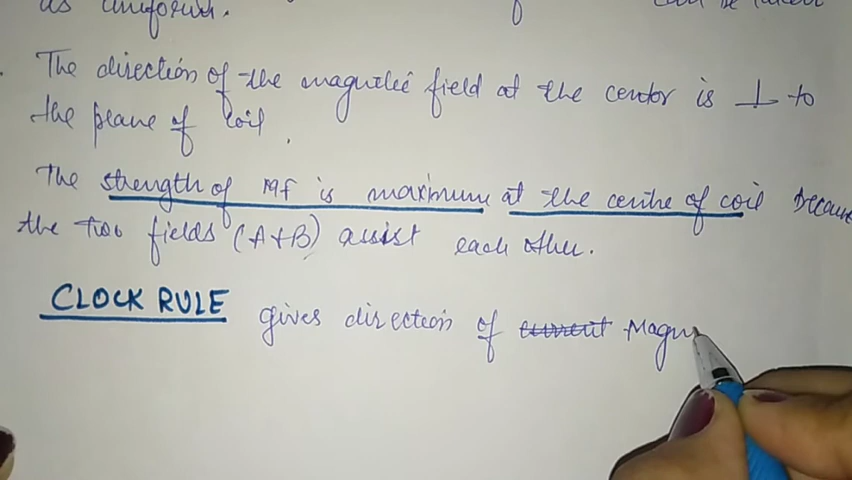 as uniform.
The direction of the magnetic field at the center is ⊥ to
the plane of coil.
The strength of MF is maximum at the centre of coil because
the two fields (A+B) assist each other.
CLOCK RULE gives direction of current Magn